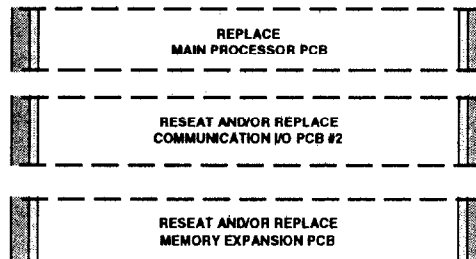 REPLACE
MAIN PROCESSOR PCB
RESEAT AND/OR REPLACE
COMMUNICATION I/O PCB #2
RESEAT AND/OR REPLACE
MEMORY EXPANSION PCB